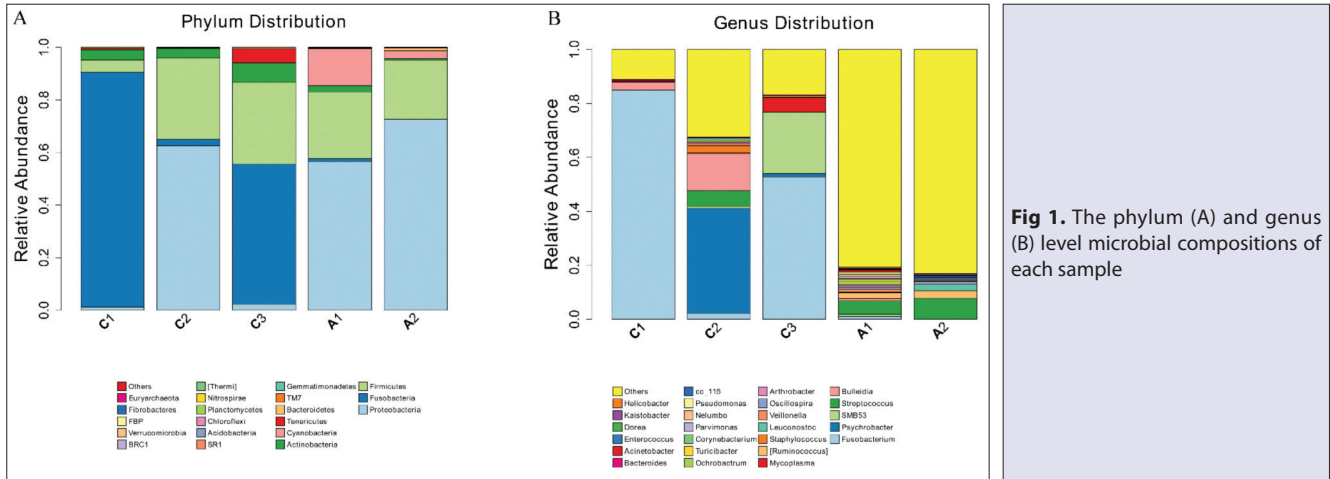 A
Phylum Distribution
Relative Abundance
1.0
0.8
0.6
0.4
0.2
0.0
C1 C2 C3 A1 A2
Others [Thermi] Gemmatimonadetes Firmicutes
Euryarchaeota Nitrospirae TM7 Fusobacteria
Fibrobacteres Planctomycetes Bacteroidetes Proteobacteria
FBP Chloroflexi Tenericutes
Verrucomicrobia Acidobacteria Cyanobacteria
BRC1 SR1 Actinobacteria
B
Genus Distribution
Relative Abundance
1.0
0.8
0.6
0.4
0.2
0.0
C1 C2 C3 A1 A2
Others cc_115 Arthrobacter Bulleidia
Helicobacter Pseudomonas Oscillospira Streptococcus
Kaistobacter Nelumbo Veillonella SMB53
Dorea Parvimonas Leuconostoc Psychrobacter
Enterococcus Corynebacterium Staphylococcus Fusobacterium
Acinetobacter Turicibacter [Ruminococcus]
Bacteroides Ochrobactrum Mycoplasma
Fig 1. The phylum (A) and genus
(B) level microbial compositions of
each sample